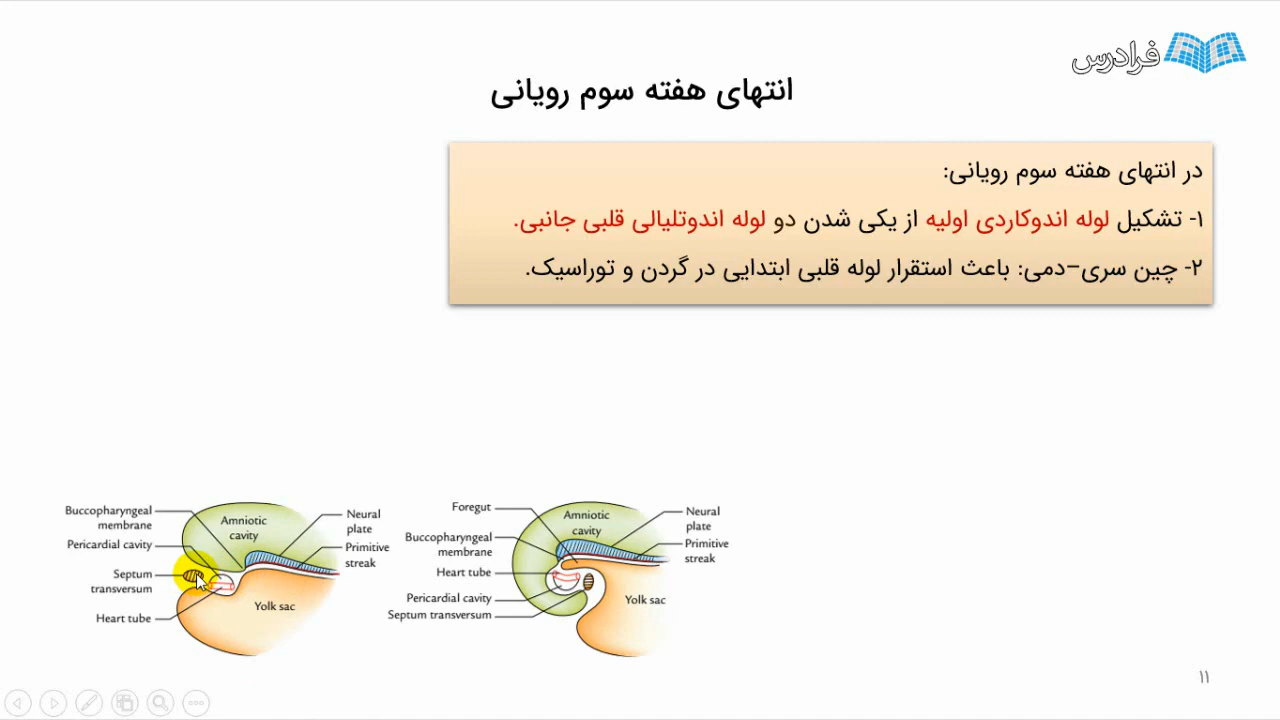 فرادرس
انتهای هفته سوم رویانی
در انتهای هفته سوم رویانی:
۱- تشکیل لوله اندوکاردی اولیه از یکی شدن دو لوله اندوتلیالی قلبی جانبی.
۲- چین سری–دمی: باعث استقرار لوله قلبی ابتدایی در گردن و توراسیک.
Buccopharyngeal
membrane
Pericardial cavity
Septum
transversum
Heart tube
Amniotic
cavity
Yolk sac
Neural
plate
Primitive
streak
Foregut
Buccopharyngeal
membrane
Heart tube
Pericardial cavity
Septum transversum
Amniotic
cavity
Yolk sac
Neural
plate
Primitive
streak
۱۱